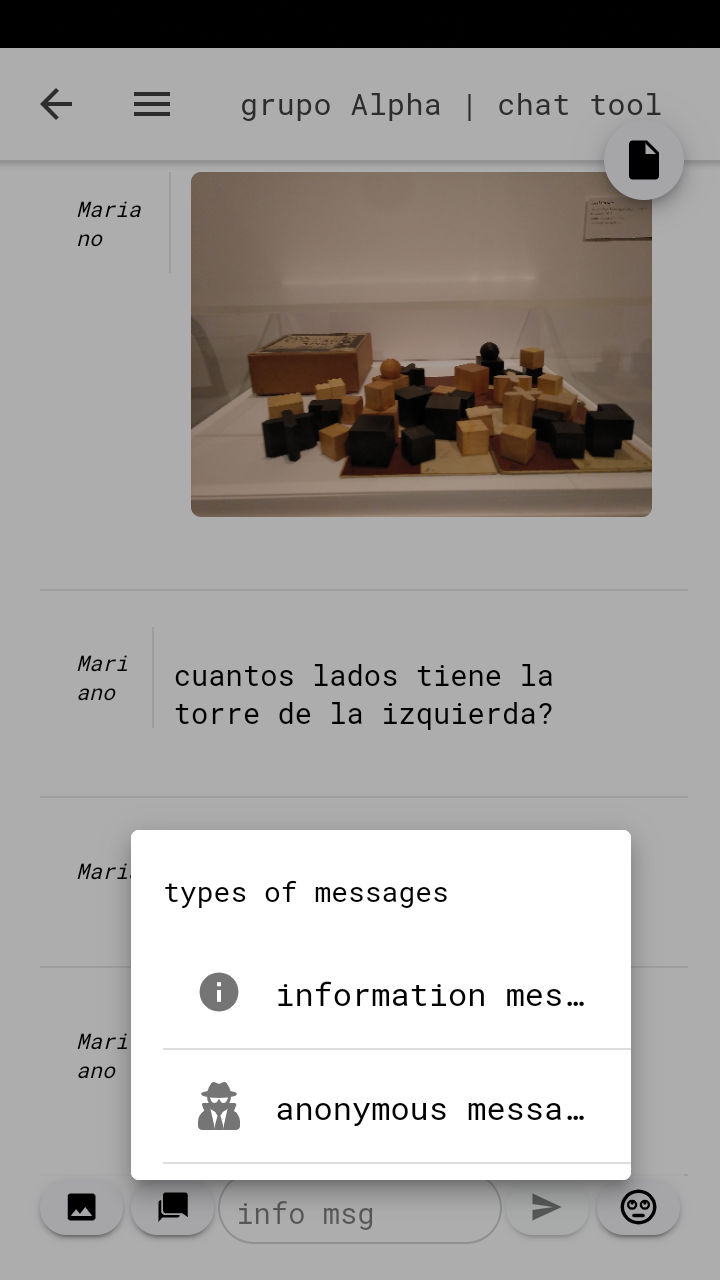 grupo Alpha | chat tool
Maria
no
Mari
ano
cuantos lados tiene la
torre de la izquierda?
Mari
types of messages
information mes…
Mari
ano
anonymous messa…
info msg